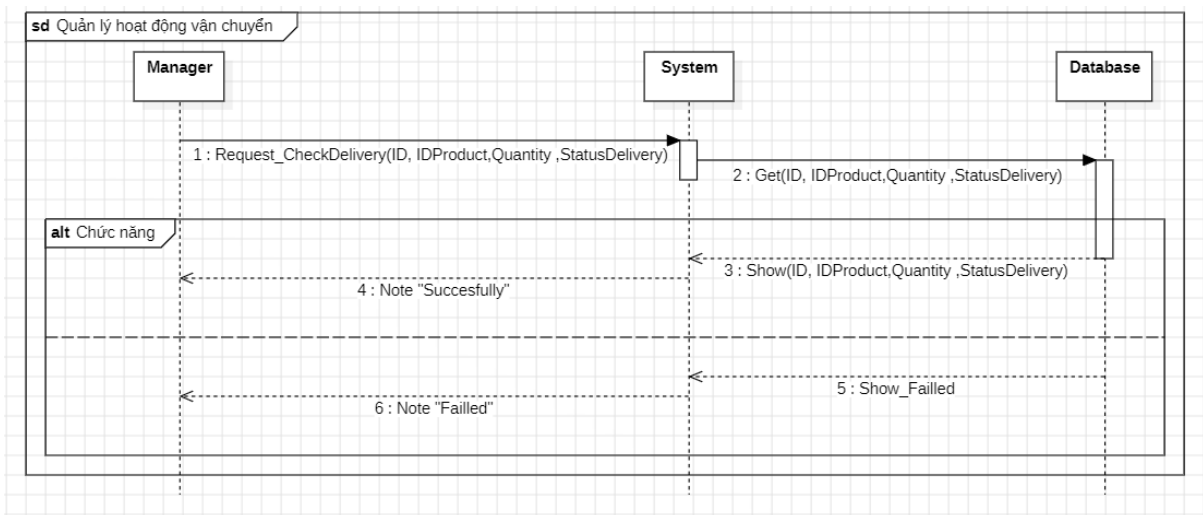 sd Quản lý hoạt động vận chuyển
Manager
System
Database
1 : Request_CheckDelivery(ID, IDProduct,Quantity ,StatusDelivery)
2 : Get(ID, IDProduct,Quantity ,StatusDelivery)
alt Chức năng
3 : Show(ID, IDProduct,Quantity ,StatusDelivery)
4 : Note "Succesfully"
5 : Show_Failled
6 : Note "Failled"